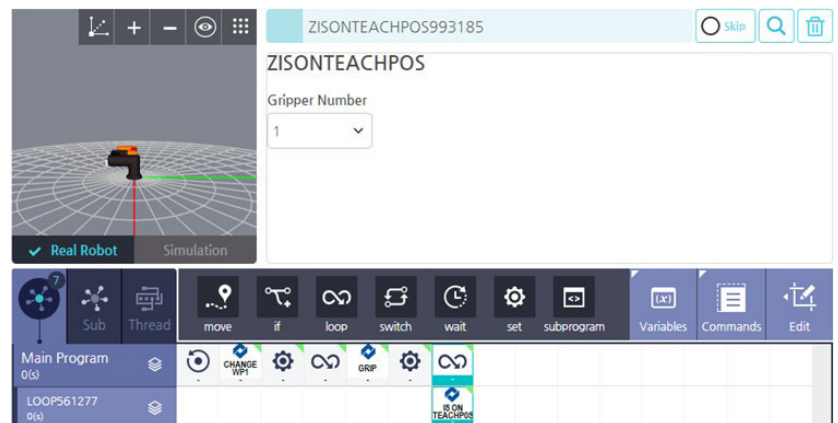 ZISONTEACHPOS993185
Skip
ZISONTEACHPOS
Gripper Number
1
Real Robot
Simulation
7
Sub
Thread
move
if
loop
switch
wait
set
subprogram
(x)
Variables
Commands
Edit
Main Program
0(s)
CHANGE
WP1
GRIP
LOOP561277
0(s)
IS ON
TEACHPOS